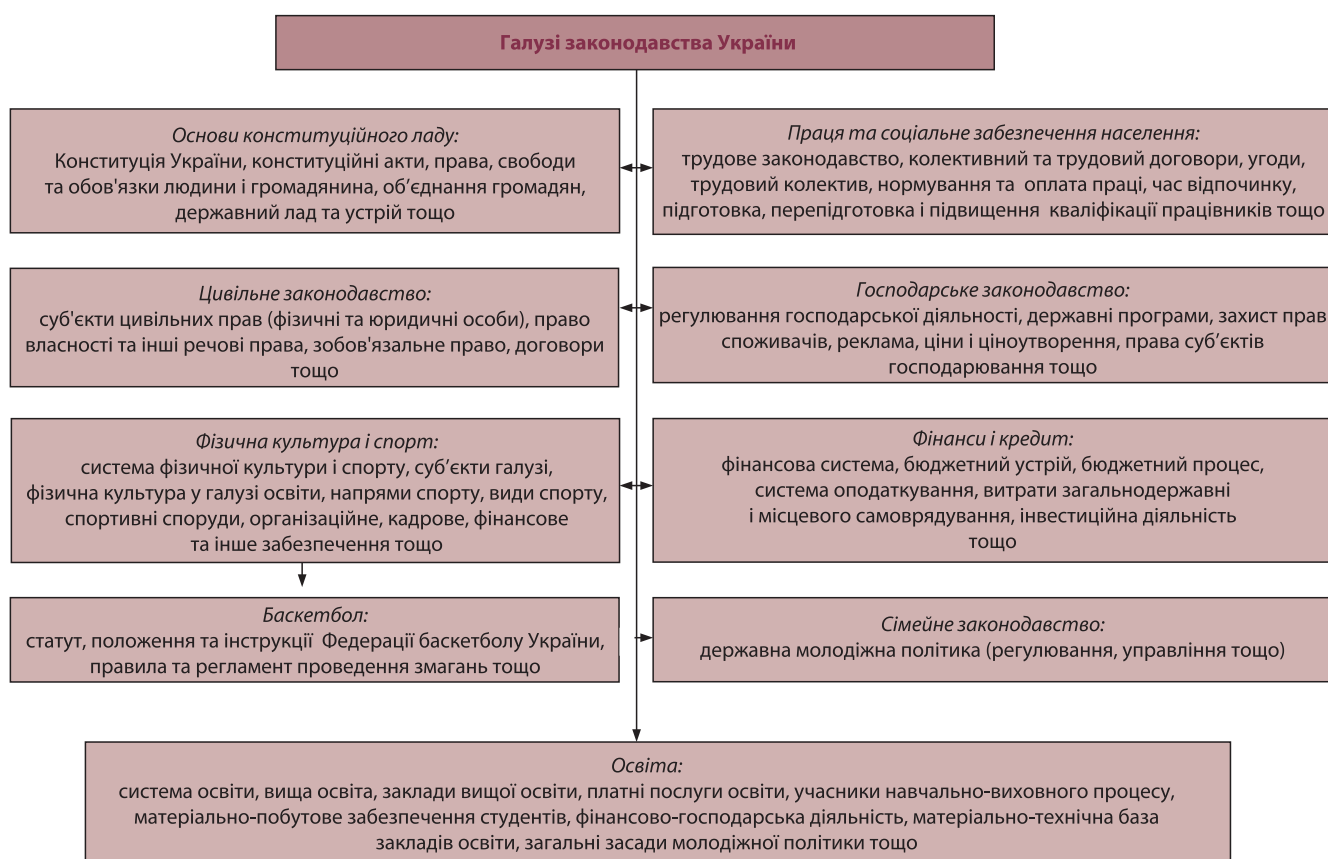 Галузі законодавства України
Основи конституційного ладу:
Конституція України, конституційні акти, права, свободи
та обов'язки людини і громадянина, об’єднання громадян,
державний лад та устрій тощо
Праця та соціальне забезпечення населення:
трудове законодавство, колективний та трудовий договори, угоди,
трудовий колектив, нормування та оплата праці, час відпочинку,
підготовка, перепідготовка і підвищення кваліфікації працівників тощо
Цивільне законодавство:
суб'єкти цивільних прав (фізичні та юридичні особи), право
власності та інші речові права, зобов'язальне право, договори
тощо
Господарське законодавство:
регулювання господарської діяльності, державні програми, захист прав
споживачів, реклама, ціни і ціноутворення, права суб’єктів
господарювання тощо
Фізична культура і спорт:
система фізичної культури і спорту, суб’єкти галузі,
фізична культура у галузі освіти, напрями спорту, види спорту,
спортивні споруди, організаційне, кадрове, фінансове
та інше забезпечення тощо
Фінанси і кредит:
фінансова система, бюджетний устрій, бюджетний процес,
система оподаткування, витрати загальнодержавні
і місцевого самоврядування, інвестиційна діяльність
тощо
Баскетбол:
статут, положення та інструкції Федерації баскетболу України,
правила та регламент проведення змагань тощо
Сімейне законодавство:
державна молодіжна політика (регулювання, управління тощо)
Освіта:
система освіти, вища освіта, заклади вищої освіти, платні послуги освіти, учасники навчально-виховного процесу,
матеріально-побутове забезпечення студентів, фінансово-господарська діяльність, матеріально-технічна база
закладів освіти, загальні засади молодіжної політики тощо